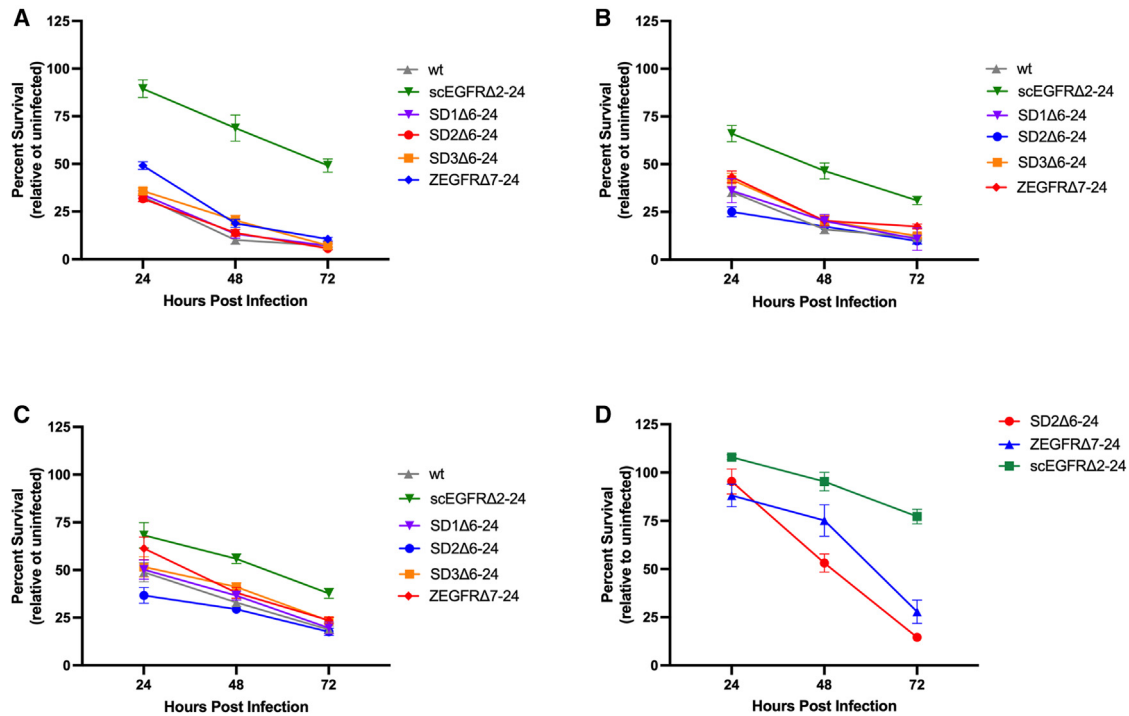 A
125
100
75
50
25
0
Percent Survival
(relative ot uninfected)
24
48
72
Hours Post Infection
wt
scEGFRΔ2-24
SD1Δ6-24
SD2Δ6-24
SD3Δ6-24
ZEGFRΔ7-24
B
125
100
75
50
25
0
Percent Survival
(relative ot uninfected)
24
48
72
Hours Post Infection
wt
scEGFRΔ2-24
SD1Δ6-24
SD2Δ6-24
SD3Δ6-24
ZEGFRΔ7-24
C
125
100
75
50
25
0
Percent Survival
(relative ot uninfected)
24
48
72
Hours Post Infection
wt
scEGFRΔ2-24
SD1Δ6-24
SD2Δ6-24
SD3Δ6-24
ZEGFRΔ7-24
D
125
100
75
50
25
0
Percent Survival
(relative to uninfected)
24
48
72
Hours Post Infection
SD2Δ6-24
ZEGFRΔ7-24
scEGFRΔ2-24